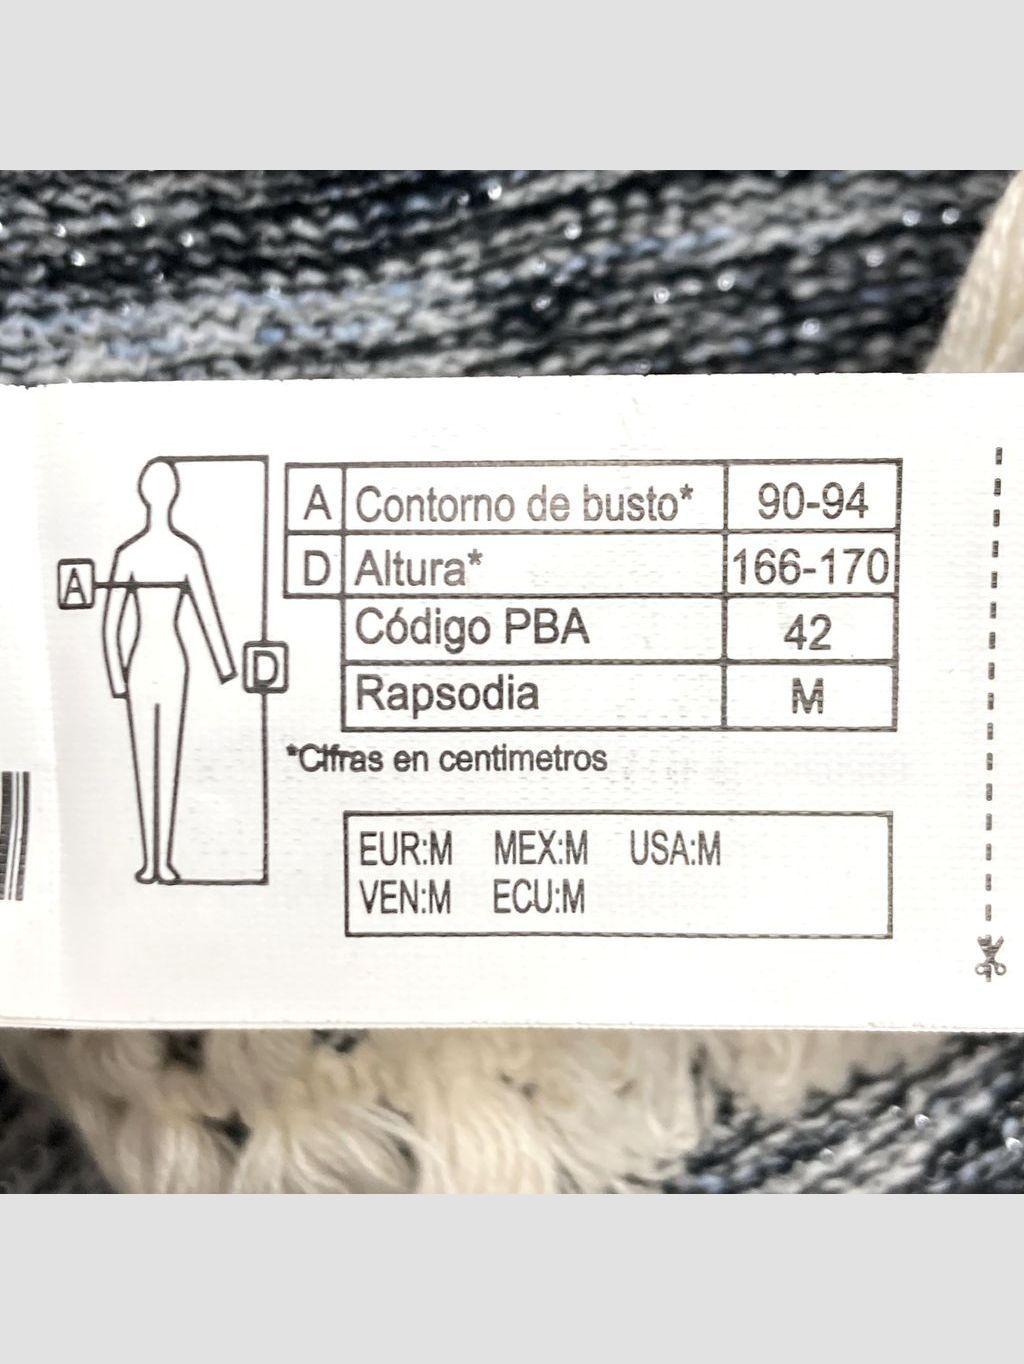 A Contorno de busto* 90-94
D Altura* 166-170
Código PBA 42
Rapsodia M
*Cifras en centimetros
EUR:M MEX:M USA:M
VEN:M ECU:M
A
D